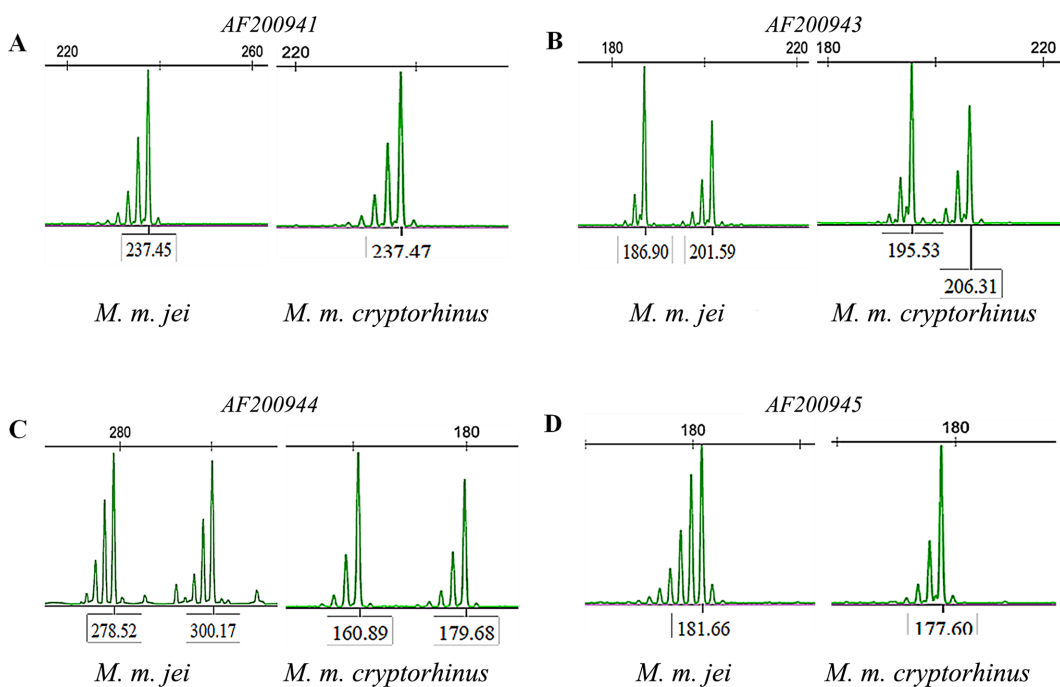 A
AF200941
220
260
220
237.45
237.47
M. m. jei
M. m. cryptorhinus
B
AF200943
180
220
180
220
186.90
201.59
195.53
206.31
M. m. jei
M. m. cryptorhinus
C
AF200944
280
180
278.52
300.17
160.89
179.68
M. m. jei
M. m. cryptorhinus
D
AF200945
180
180
181.66
177.60
M. m. jei
M. m. cryptorhinus